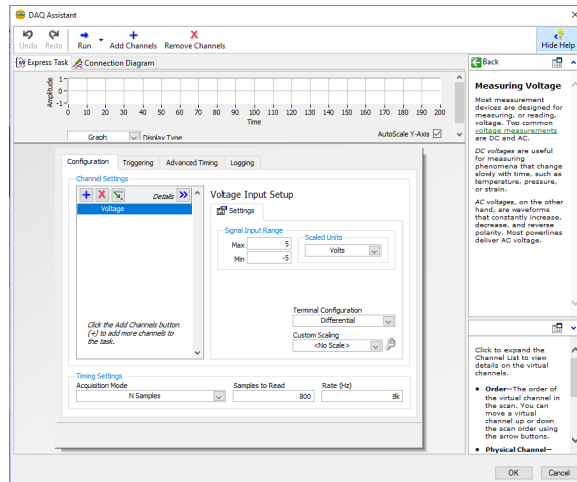 DAQ Assistant
Undo Redo Run Add Channels Remove Channels Hide Help
Express Task Connection Diagram
Amplitude
1
0
-1
0 10 20 30 40 50 60 70 80 90 100 110 120 130 140 150 160 170 180 190 200
Time
Graph Display Type AutoScale Y-Axis
Configuration Triggering Advanced Timing Logging
Channel Settings
Details
Voltage
Click the Add Channels button
(+) to add more channels to
the task.
Voltage Input Setup
Settings
Signal Input Range
Max 5
Min -5
Scaled Units
Volts
Terminal Configuration
Differential
Custom Scaling
<No Scale>
Timing Settings
Acquisition Mode Samples to Read Rate (Hz)
N Samples 800 8k
Back
Measuring Voltage
Most measurement
devices are designed for
measuring, or reading,
voltage. Two common
voltage measurements
are DC and AC.
DC voltages are useful
for measuring
phenomena that change
slowly with time, such as
temperature, pressure,
or strain.
AC voltages, on the other
hand, are waveforms
that constantly increase,
decrease, and reverse
polarity. Most powerlines
deliver AC voltage.
Click to expand the
Channel List to view
details on the virtual
channels.
• Order—The order of
the virtual channel in
the scan. You can
move a virtual
channel up or down
the scan order using
the arrow buttons.
• Physical Channel—
OK Cancel